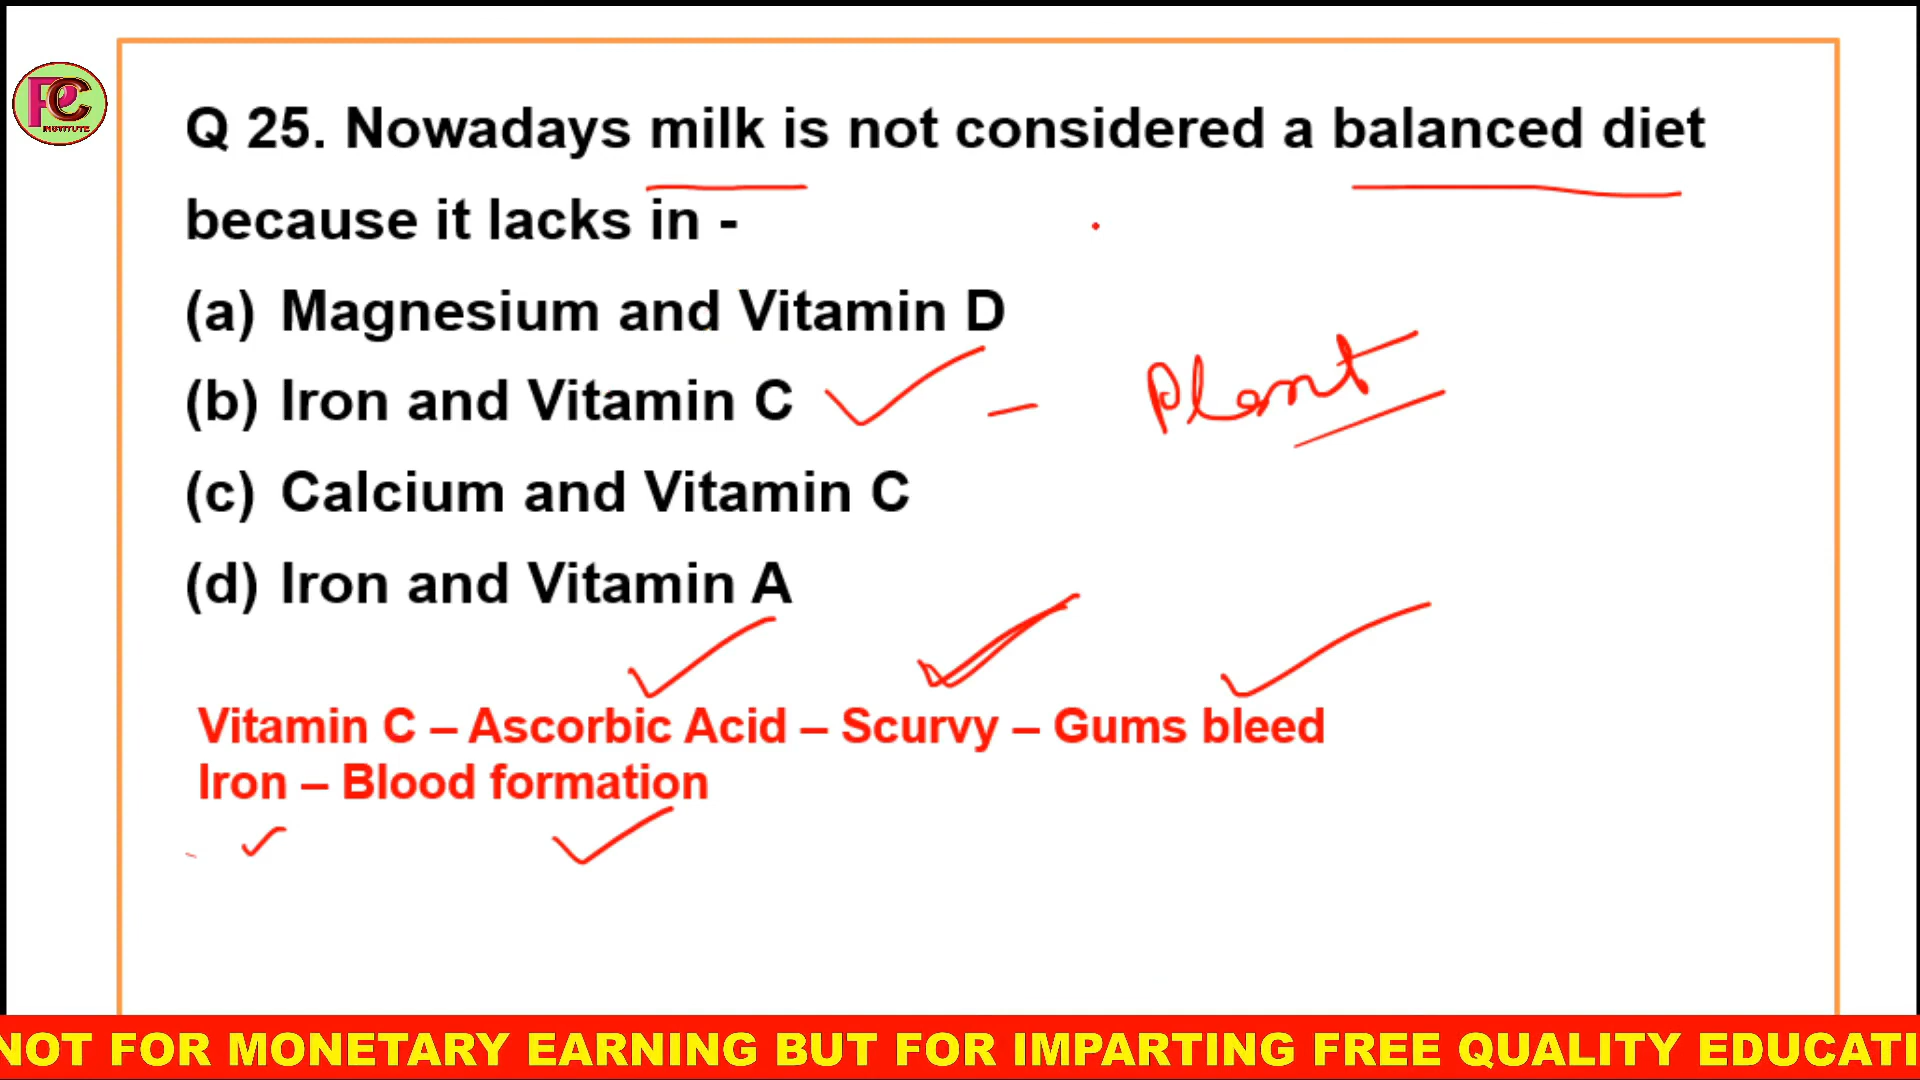 PC
INSTITUTE
Q 25. Nowadays milk is not considered a balanced diet
because it lacks in -
(a) Magnesium and Vitamin D
(b) Iron and Vitamin C - Plant
(c) Calcium and Vitamin C
(d) Iron and Vitamin A
Vitamin C – Ascorbic Acid – Scurvy – Gums bleed
Iron – Blood formation
NOT FOR MONETARY EARNING BUT FOR IMPARTING FREE QUALITY EDUCATI